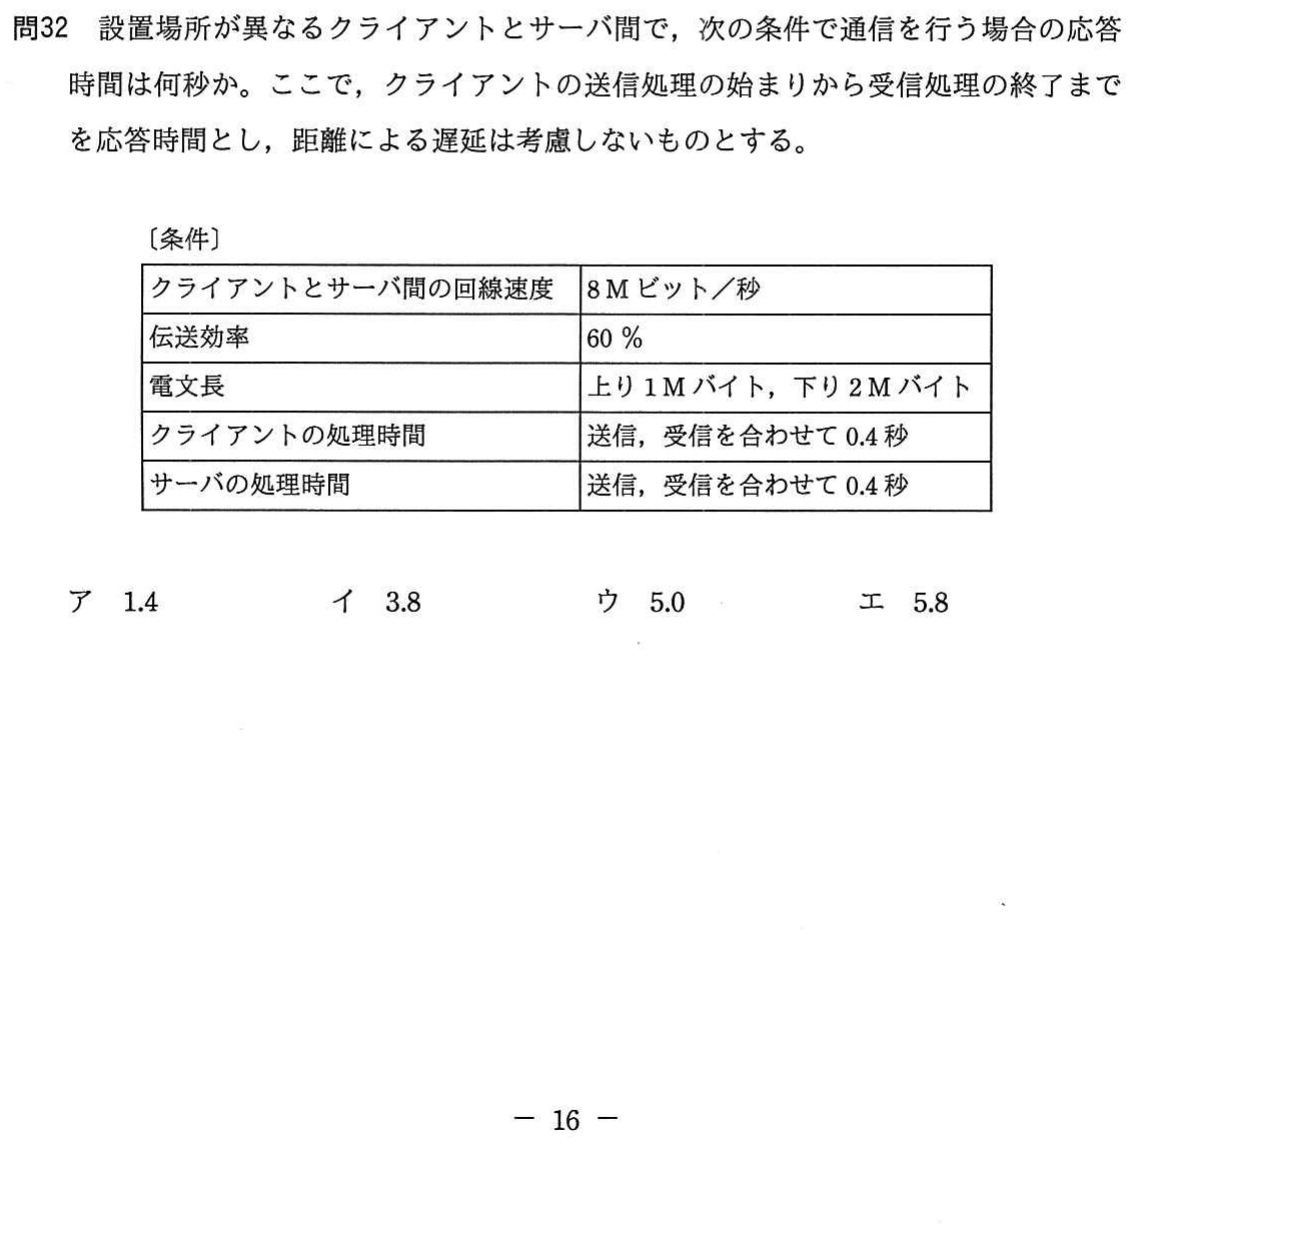 問32　設置場所が異なるクライアントとサーバ間で，次の条件で通信を行う場合の応答
時間は何秒か。ここで，クライアントの送信処理の始まりから受信処理の終了まで
を応答時間とし，距離による遅延は考慮しないものとする。
〔条件〕
クライアントとサーバ間の回線速度　8 M ビット／秒
伝送効率　60 ％
電文長　上り 1 M バイト，下り 2 M バイト
クライアントの処理時間　送信，受信を合わせて 0.4 秒
サーバの処理時間　送信，受信を合わせて 0.4 秒
ア　1.4　イ　3.8　ウ　5.0　エ　5.8
－ 16 －